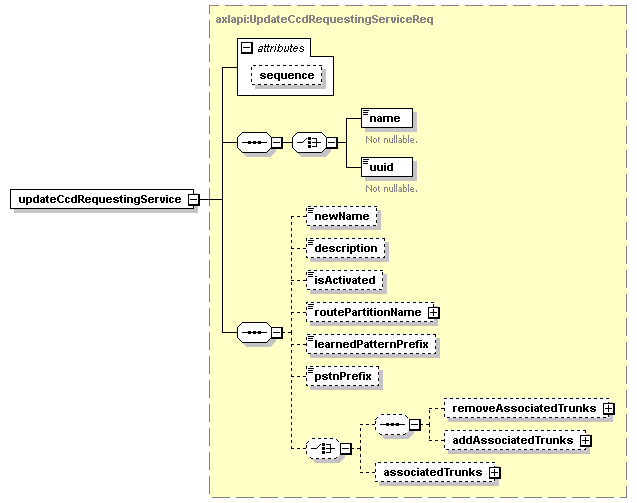 axlapi:UpdateCcdRequestingServiceReq
attributes
sequence
name
Not nullable.
uuid
Not nullable.
updateCcdRequestingService
newName
description
isActivated
routePartitionName
learnedPatternPrefix
pstnPrefix
removeAssociatedTrunks
addAssociatedTrunks
associatedTrunks